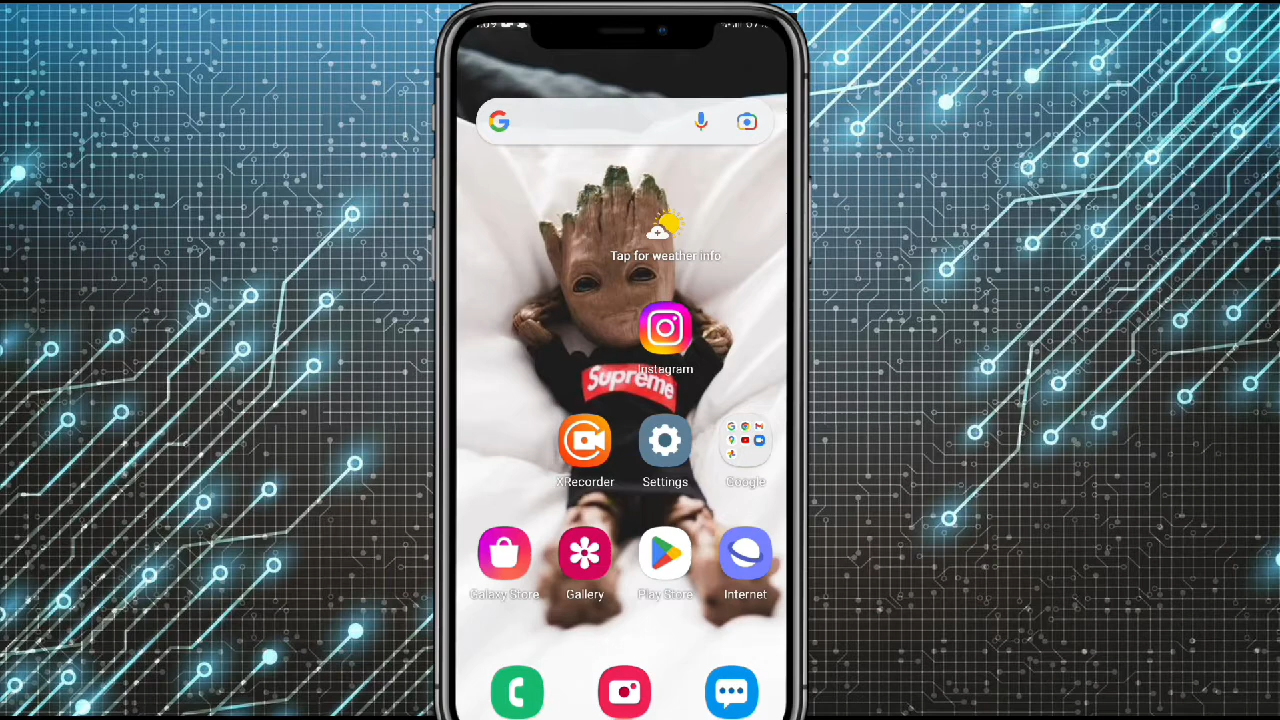 Tap for weather info
Instagram
Supreme
XRecorder
Settings
Google
Galaxy Store
Gallery
Play Store
Internet